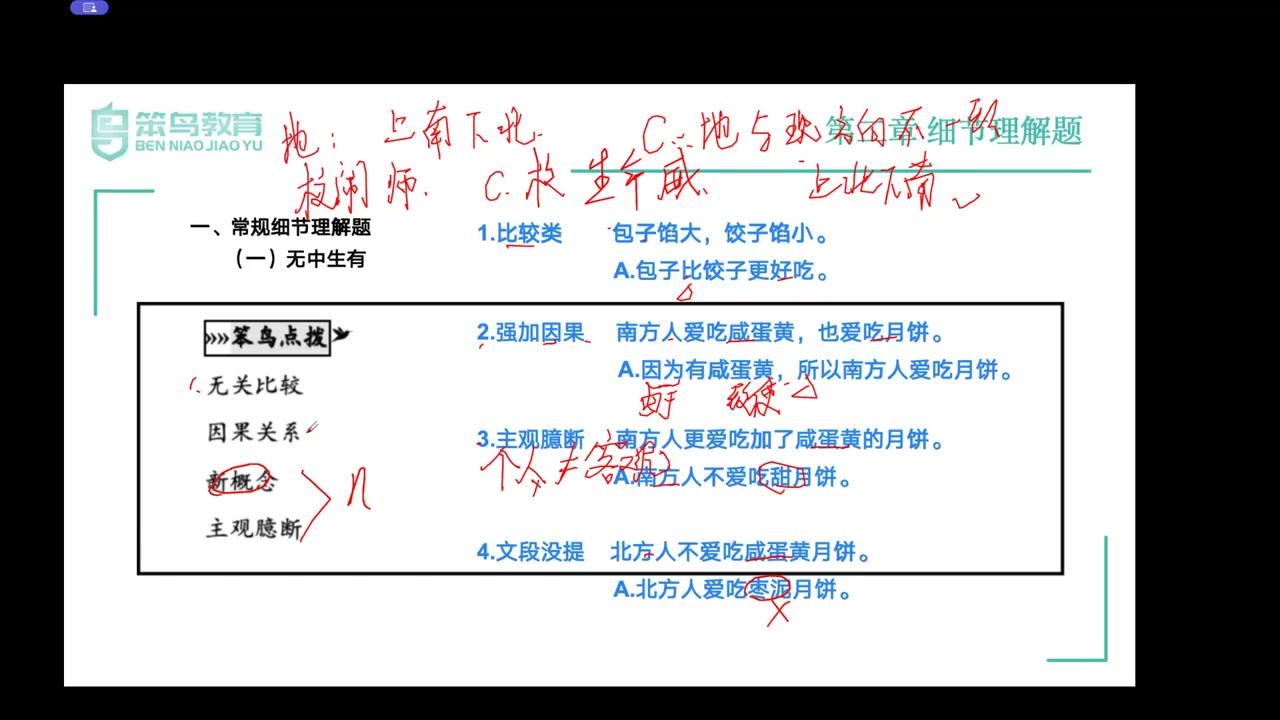 笨鸟教育
BEN NIAO JIAO YU
细节理解题
地：上南下北.
C.:地与现
校闹 师.
C.校
上北下南
一、常规细节理解题
（一）无中生有
1.比较类 包子馅大，饺子馅小。
A.包子比饺子更好吃。
»»笨鸟点拨
无关比较
因果关系
新概念
主观臆断
n
2.强加因果 南方人爱吃咸蛋黄，也爱吃月饼。
A.因为有咸蛋黄，所以南方人爱吃月饼。
3.主观臆断 南方人更爱吃加了咸蛋黄的月饼。
个人≠客观
A.南方人不爱吃甜月饼。
4.文段没提 北方人不爱吃咸蛋黄月饼。
A.北方人爱吃枣泥月饼。